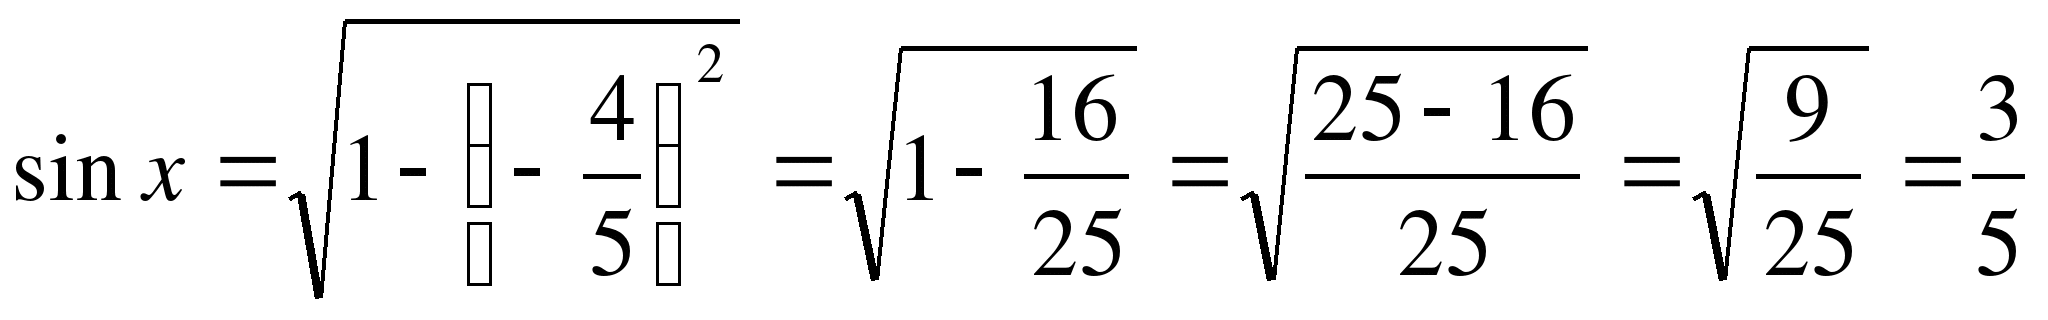 sin x = √(1 - (- 4/5)²) = √(1 - 16/25) = √((25 - 16)/25) = √(9/25) = 3/5